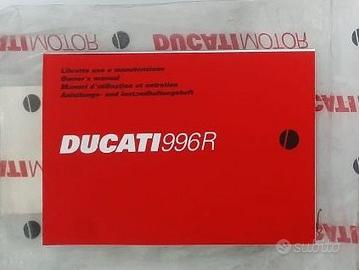 DUCATIMOTOR
Libretto uso e manutenzione
Owner's manual
Manuel d'utilisation et entretien
Anleitungs- und Instandhaltungsheft
DUCATI996R
DUCATIMOTOR
subito